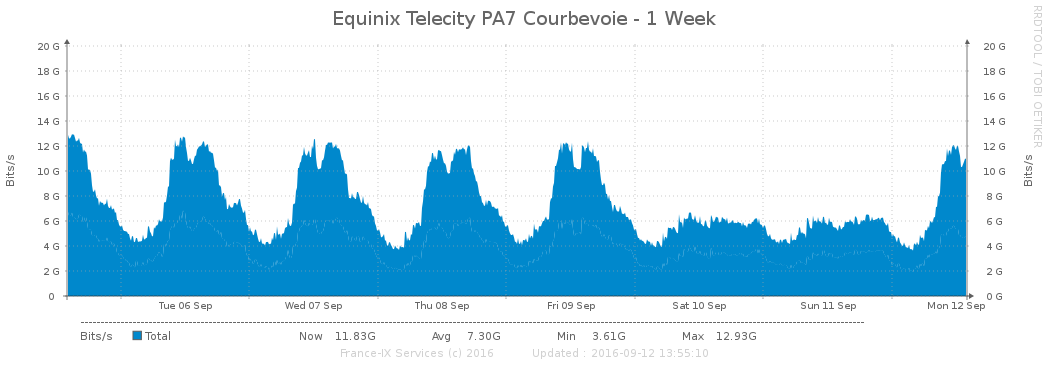 Equinix Telecity PA7 Courbevoie - 1 Week
RRDTOOL / TOBI OETIKER
Bits/s
Bits/s
20 G 20 G
18 G 18 G
16 G 16 G
14 G 14 G
12 G 12 G
10 G 10 G
8 G 8 G
6 G 6 G
4 G 4 G
2 G 2 G
0 0 G
Tue 06 Sep Wed 07 Sep Thu 08 Sep Fri 09 Sep Sat 10 Sep Sun 11 Sep Mon 12 Sep
Bits/s Total Now 11.83G Avg 7.30G Min 3.61G Max 12.93G
France-IX Services (c) 2016 Updated : 2016-09-12 13:55:10